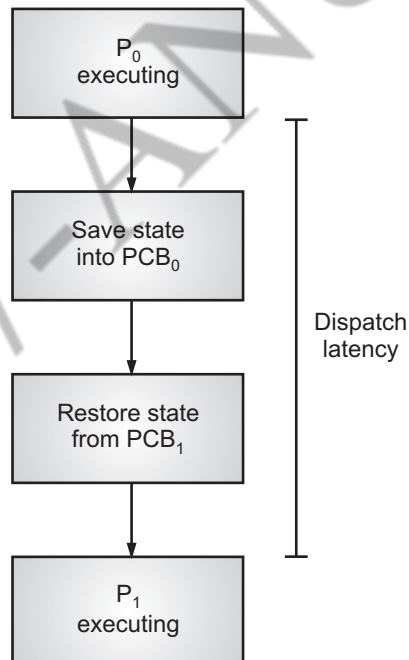 P₀
executing
Save state
into PCB₀
Dispatch
latency
Restore state
from PCB₁
P₁
executing